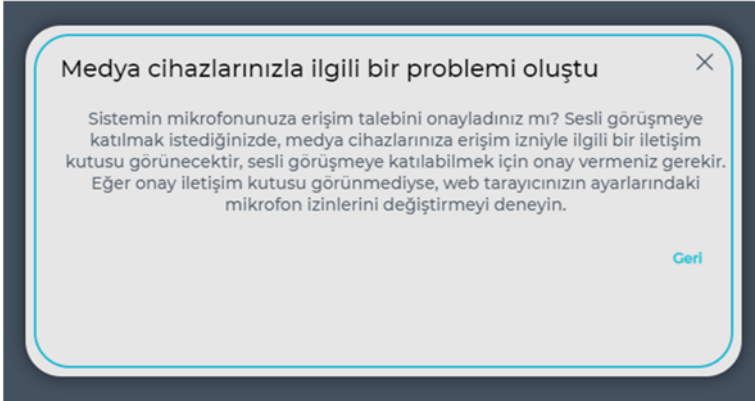 Medya cihazlarınızla ilgili bir problemi oluştu
Sistemin mikrofonunuza erişim talebini onayladınız mı? Sesli görüşmeye
katılmak istediğinizde, medya cihazlarınıza erişim izniyle ilgili bir iletişim
kutusu görünecektir, sesli görüşmeye katılabilmek için onay vermeniz gerekir.
Eğer onay iletişim kutusu görünmediyse, web tarayıcınızın ayarlarındaki
mikrofon izinlerini değiştirmeyi deneyin.
Geri